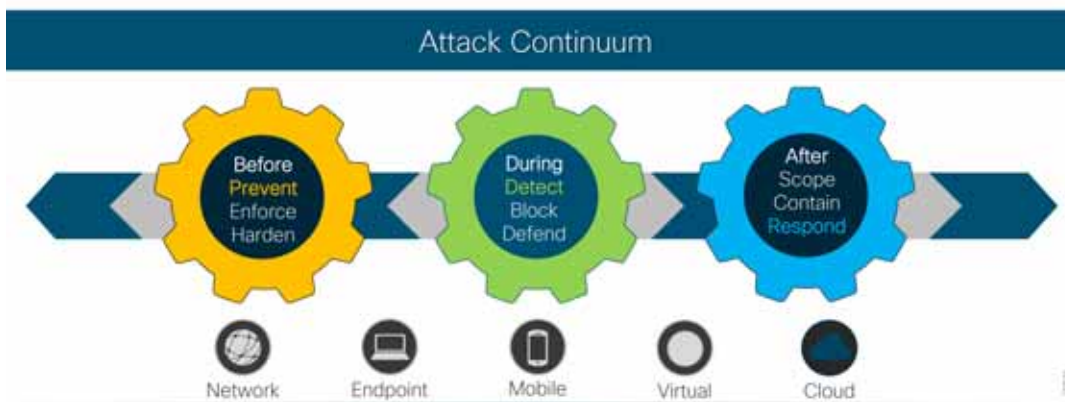 Attack Continuum
Before
Prevent
Enforce
Harden
During
Detect
Block
Defend
After
Scope
Contain
Respond
Network
Endpoint
Mobile
Virtual
Cloud